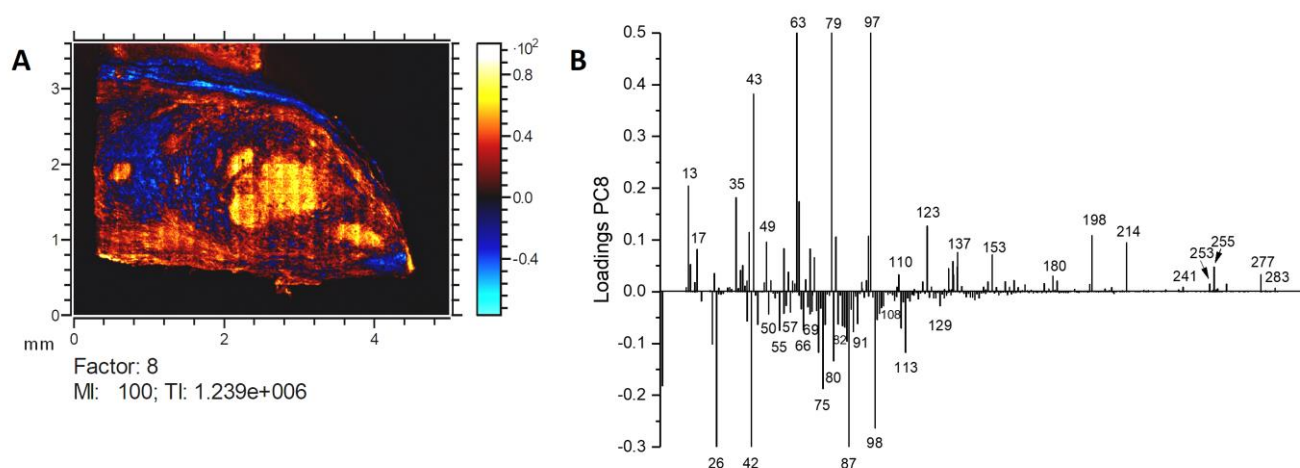 A
3
2
1
0
0
2
4
mm
·10²
0.8
0.4
0.0
-0.4
Factor: 8
MI: 100; TI: 1.239e+006
B
Loadings PC8
0.5
0.4
0.3
0.2
0.1
0.0
-0.1
-0.2
-0.3
63 79 97
43
13 35
17 49 123 137 153 198 214
110 180 241 253 255 277 283
50 57 69 108 129
55 66 82 91
80 113
75
98
26 42 87